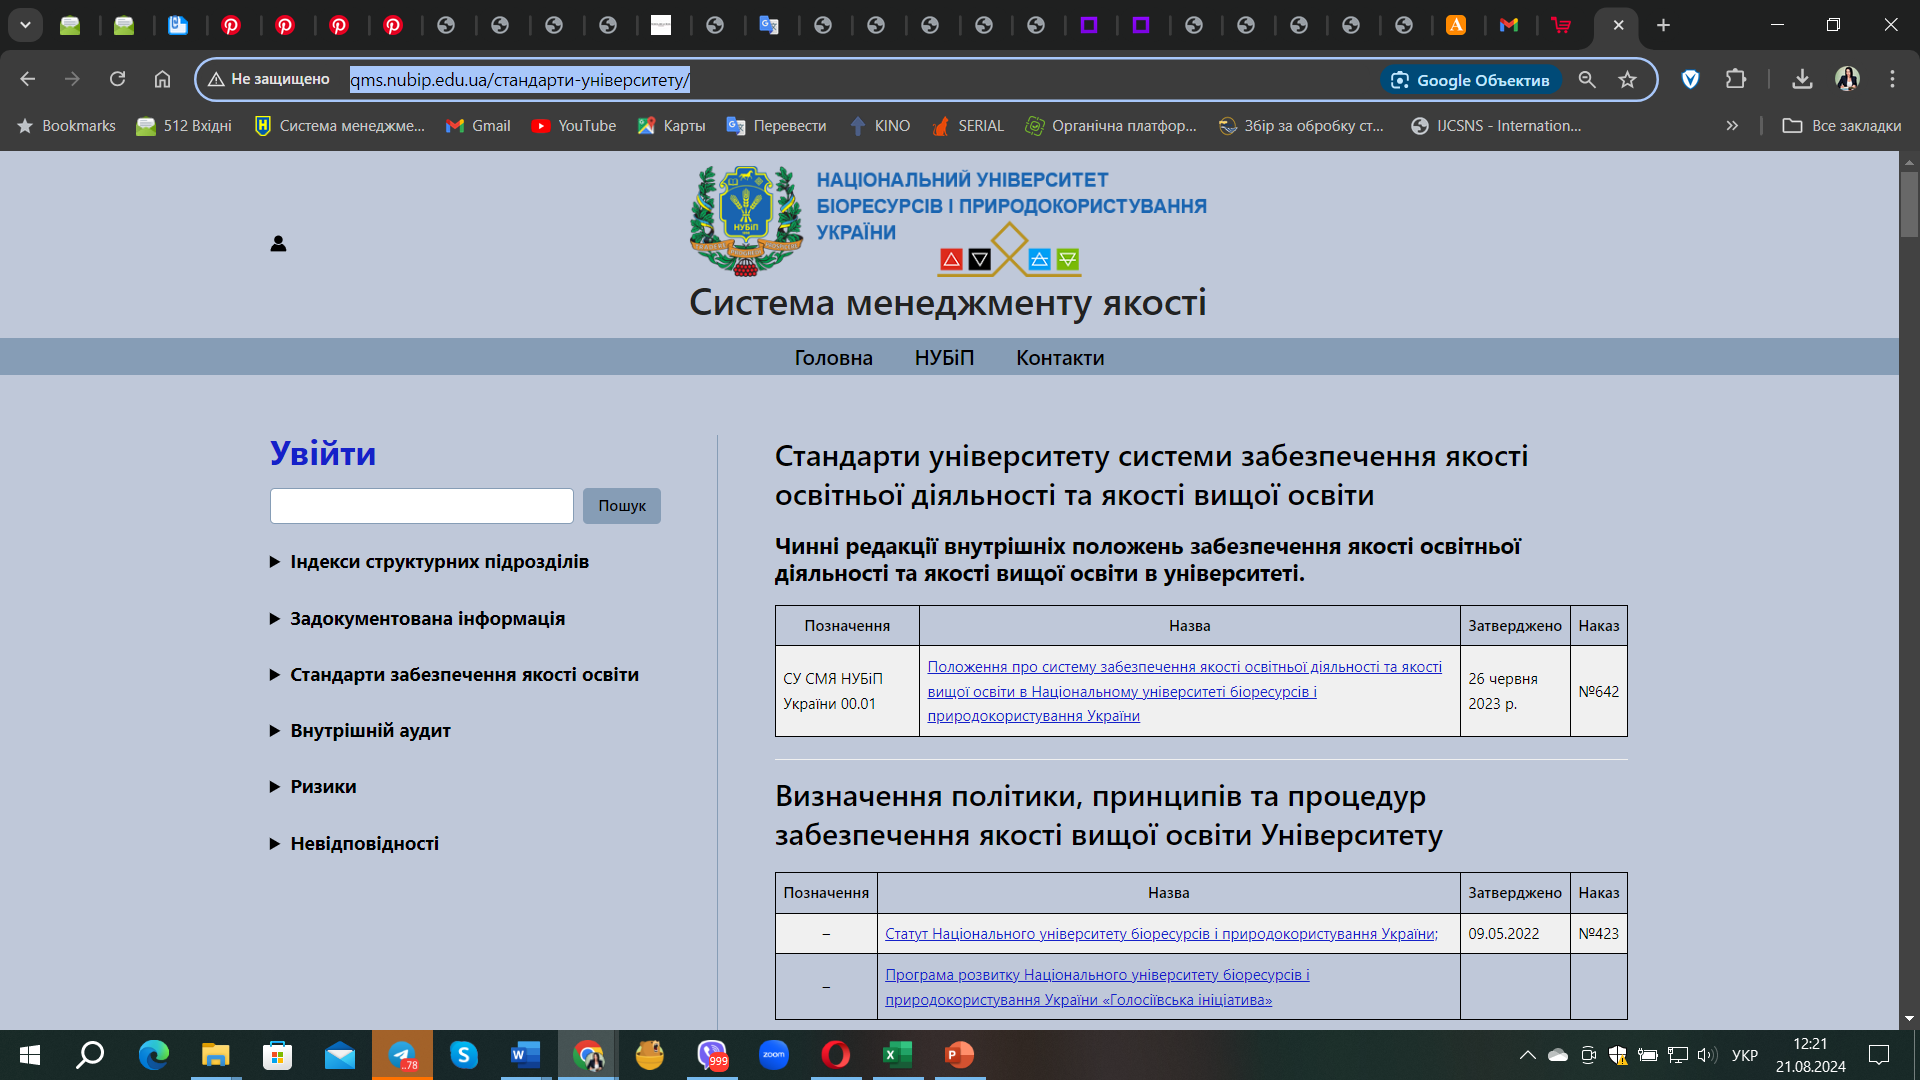 Не защищено
qms.nubip.edu.ua/стандарти-університету/
Google Объектив
Bookmarks
512 Вхідні
Система менеджме...
Gmail
YouTube
Карты
Перевести
KINO
SERIAL
Органічна платфор...
Збір за обробку ст...
IJCSNS - Internation...
Все закладки
НАЦІОНАЛЬНИЙ УНІВЕРСИТЕТ
БІОРЕСУРСІВ І ПРИРОДОКОРИСТУВАННЯ
УКРАЇНИ
НУБІП
Система менеджменту якості
Головна
НУБіП
Контакти
Увійти
Пошук
Індекси структурних підрозділів
Задокументована інформація
Стандарти забезпечення якості освіти
Внутрішній аудит
Ризики
Невідповідності
Стандарти університету системи забезпечення якості
освітньої діяльності та якості вищої освіти
Чинні редакції внутрішніх положень забезпечення якості освітньої
діяльності та якості вищої освіти в університеті.
Позначення
Назва
Затверджено
Наказ
СУ СМЯ НУБіП
України 00.01
Положення про систему забезпечення якості освітньої діяльності та якості
вищої освіти в Національному університеті біоресурсів і
природокористування України
26 червня
2023 р.
№642
Визначення політики, принципів та процедур
забезпечення якості вищої освіти Університету
Позначення
Назва
Затверджено
Наказ
–
Статут Національного університету біоресурсів і природокористування України;
09.05.2022
№423
–
Програма розвитку Національного університету біоресурсів і
природокористування України «Голосіївська ініціатива»
..78
999
zoom
УКР
12:21
21.08.2024